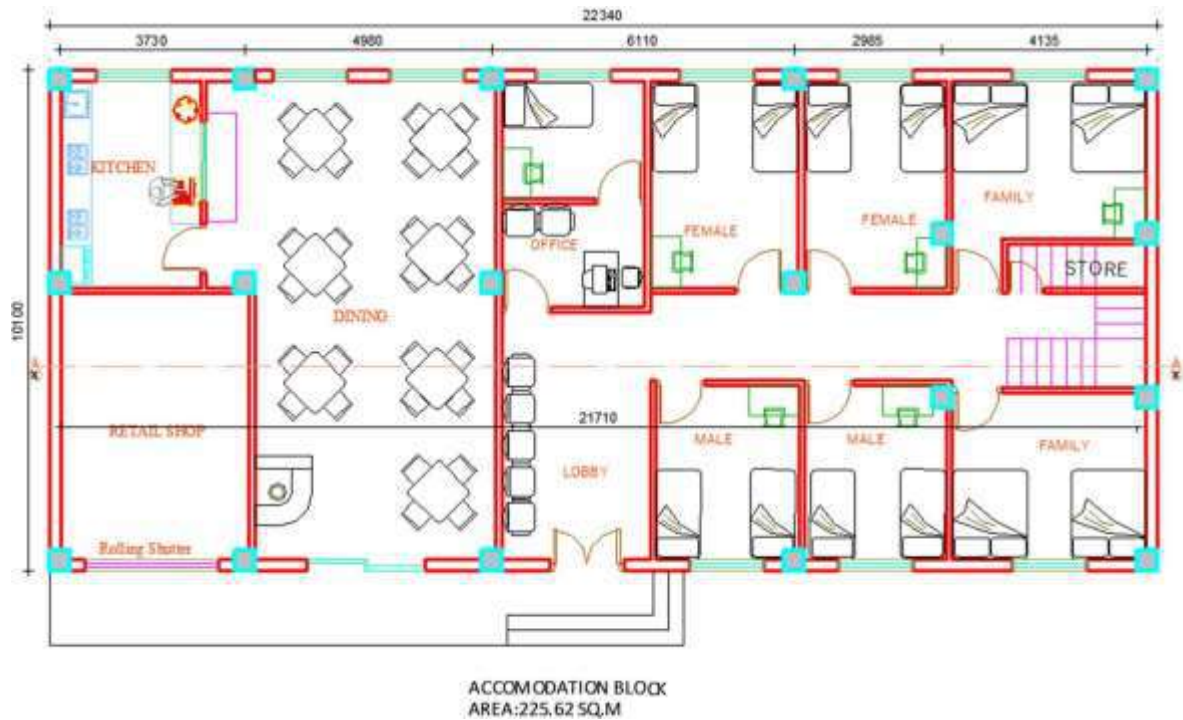 22340
3730 4980 6110 2985 4135
KITCHEN
FAMILY
OFFICE
FEMALE
FEMALE
STORE
DINING
10100
A
X
A
X
21710
RETAIL SHOP
MALE
MALE
FAMILY
LOBBY
Rolling Shutter
ACCOMODATION BLOCK
AREA:225.62 SQ.M